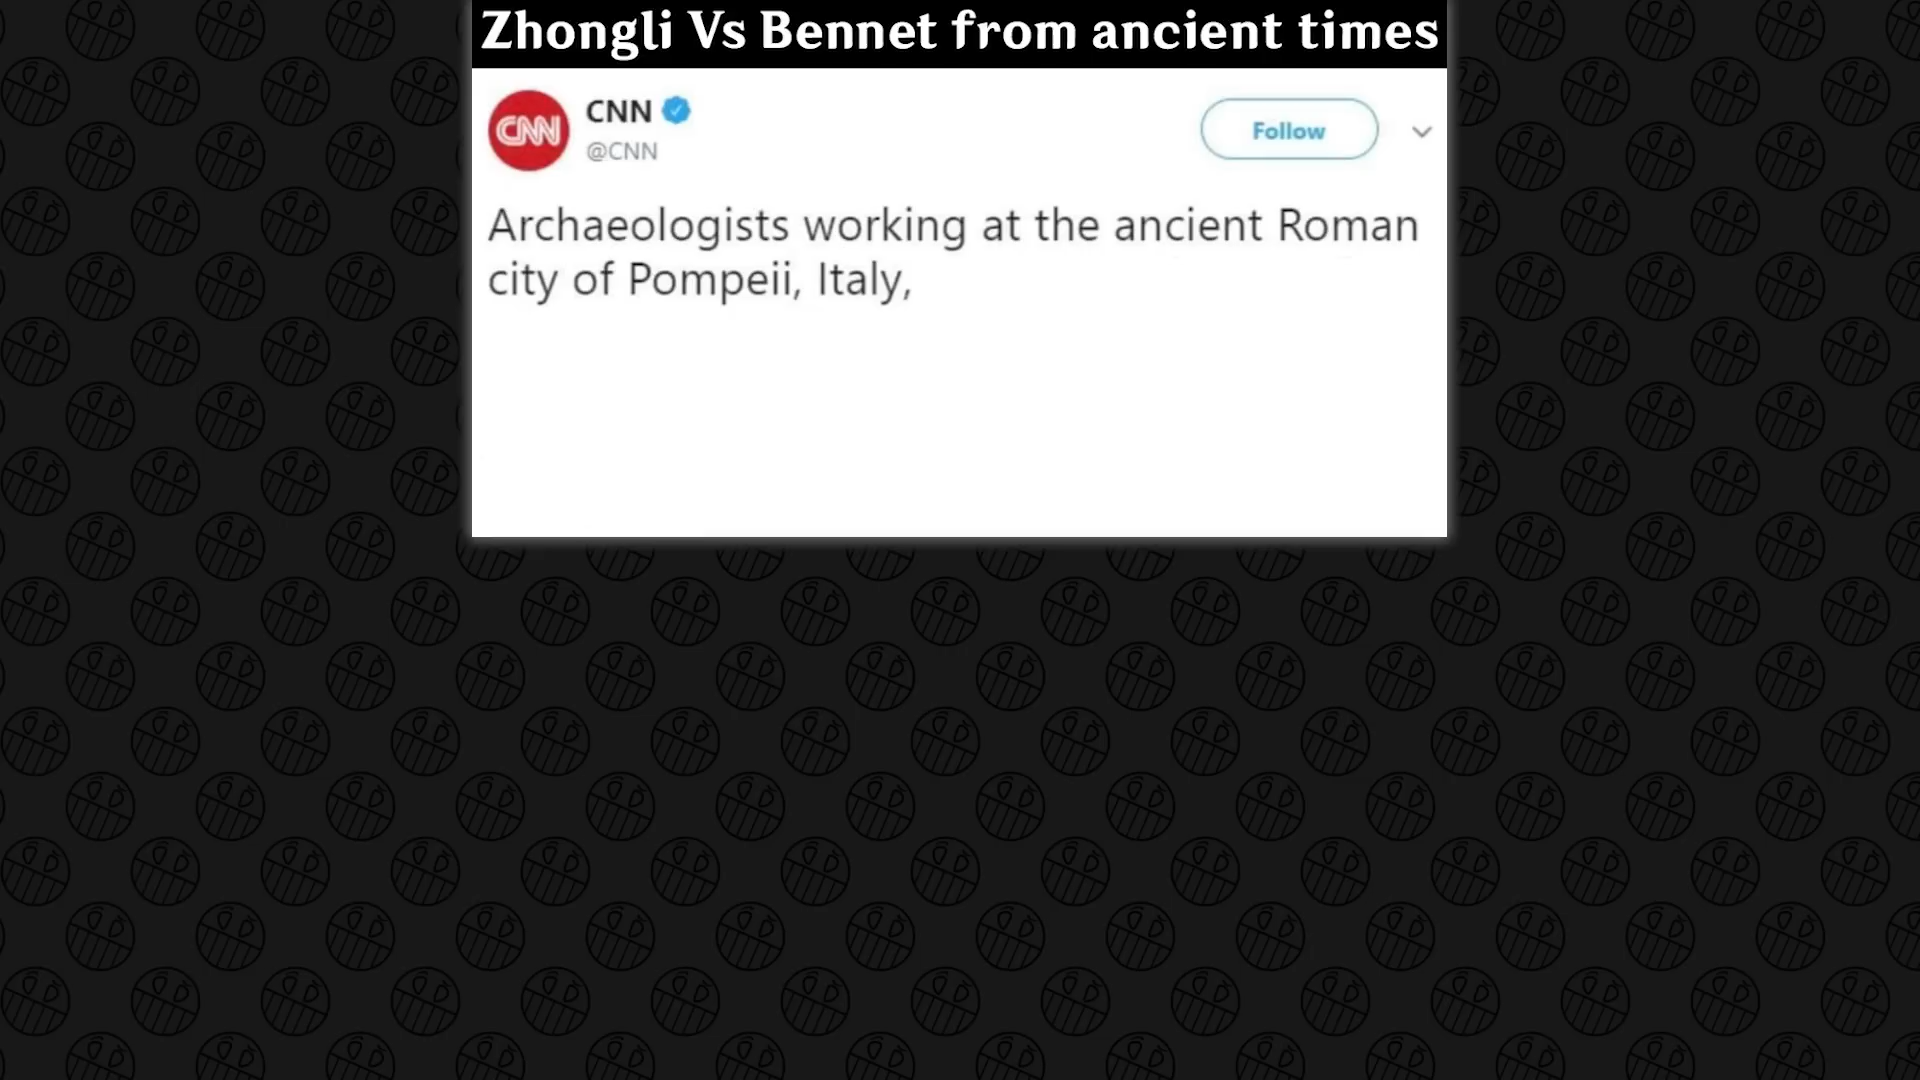 Zhongli Vs Bennet from ancient times
CNN
CNN
@CNN
Follow
Archaeologists working at the ancient Roman
city of Pompeii, Italy,